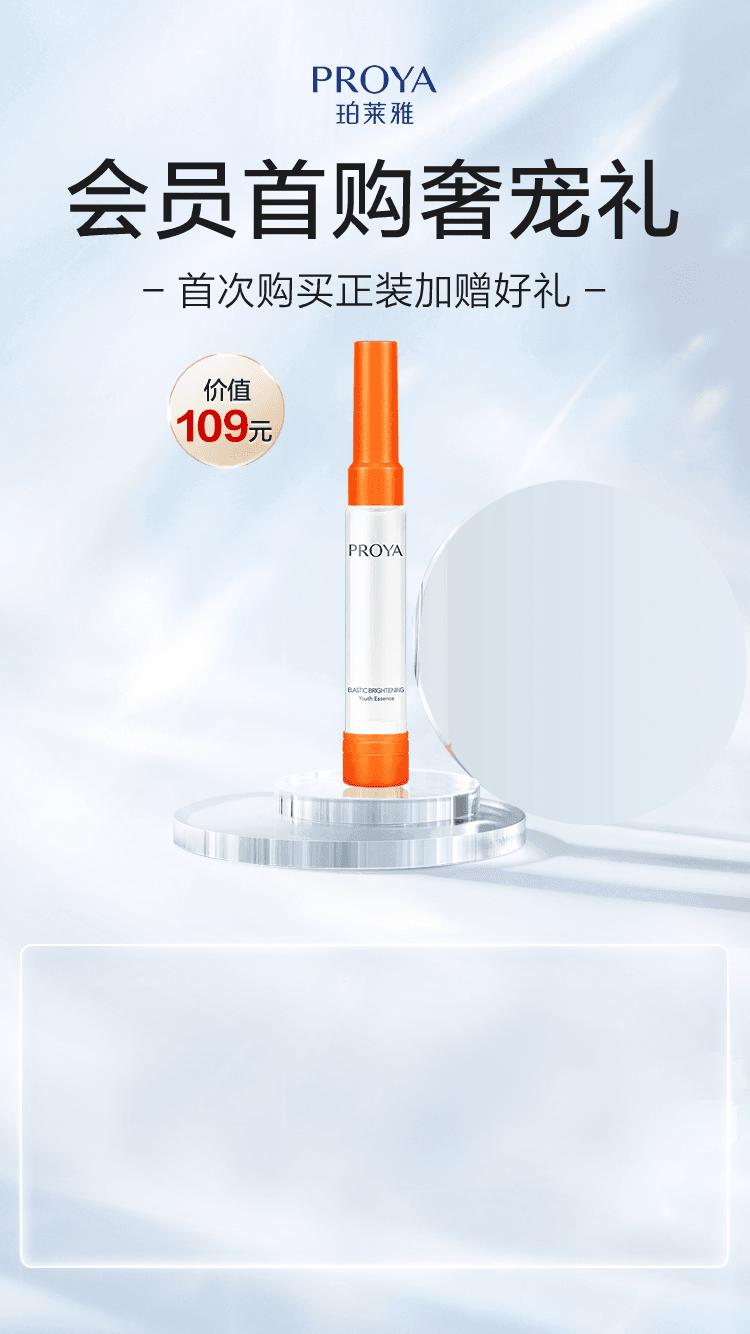 PROYA
珀莱雅
会员首购奢宠礼
– 首次购买正装加赠好礼 –
价值
109元
PROYA
ELASTIC BRIGHTENING
Youth Essence